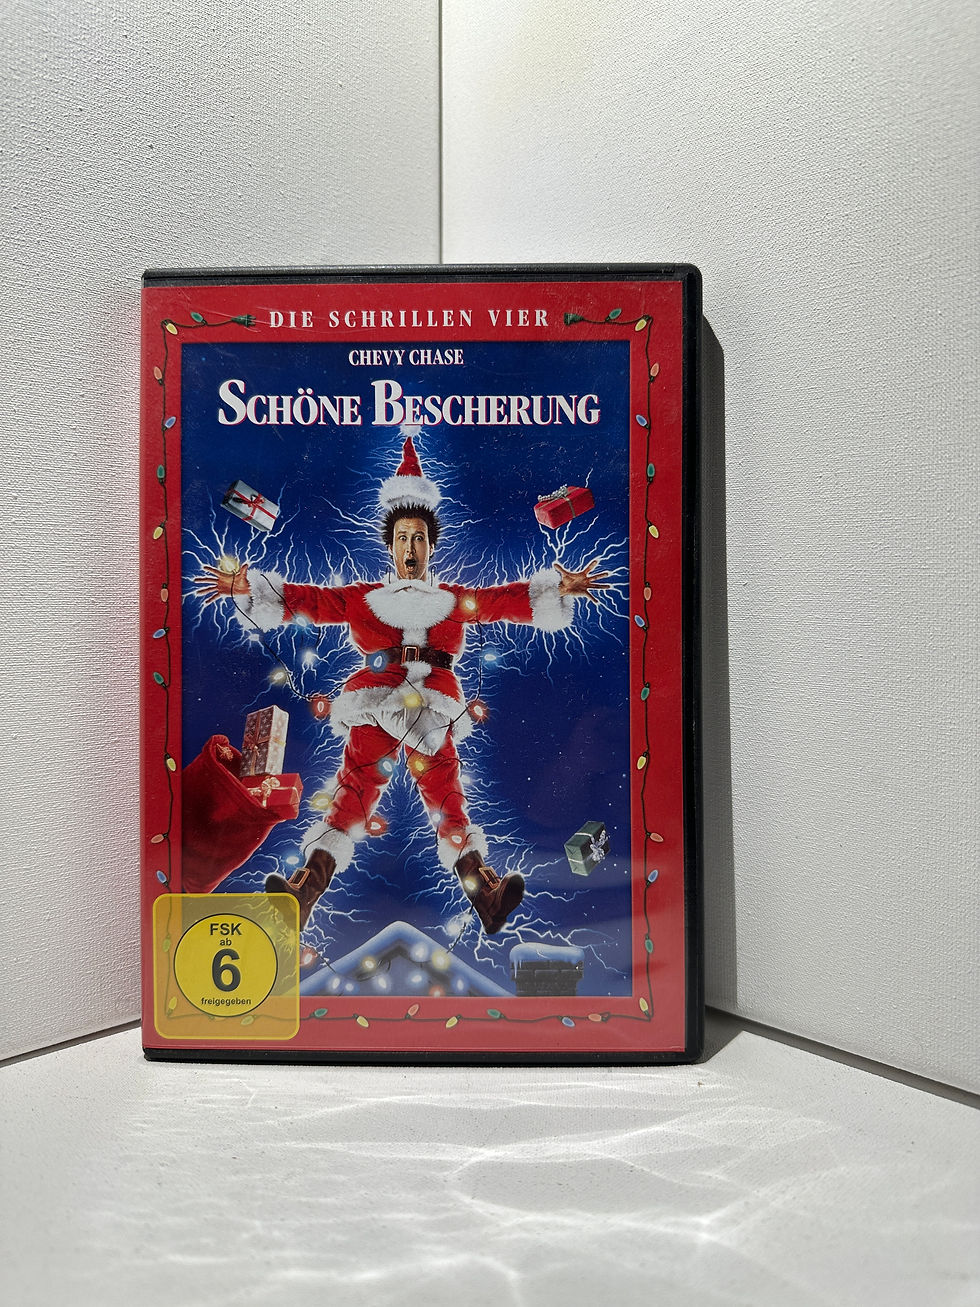 DIE SCHRILLEN VIER
CHEVY CHASE
SCHÖNE BESCHERUNG
FSK
ab
6
freigegeben